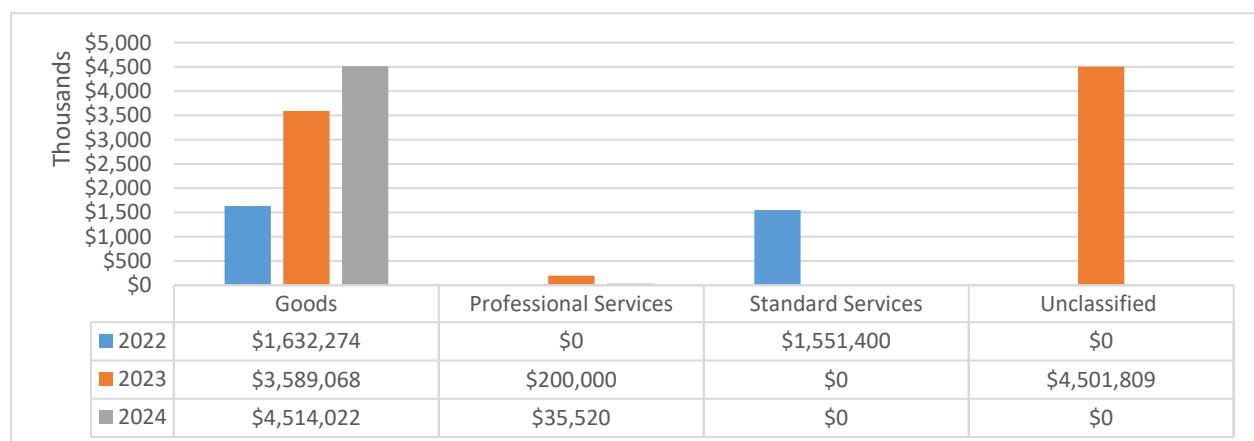 Thousands
$5,000
$4,500
$4,000
$3,500
$3,000
$2,500
$2,000
$1,500
$1,000
$500
$0
Goods Professional Services Standard Services Unclassified
2022 $1,632,274 $0 $1,551,400 $0
2023 $3,589,068 $200,000 $0 $4,501,809
2024 $4,514,022 $35,520 $0 $0